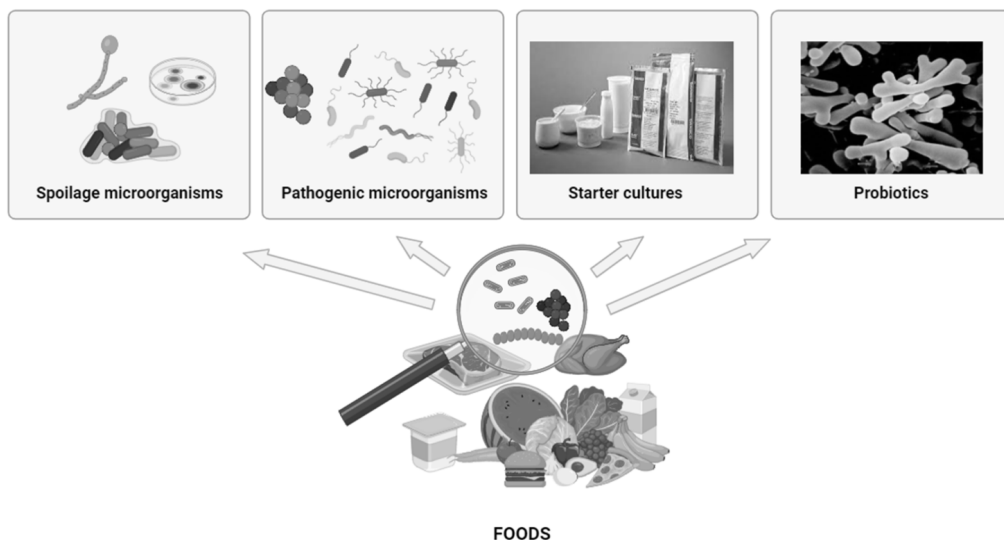 Spoilage microorganisms
Pathogenic microorganisms
Starter cultures
Probiotics
FOODS